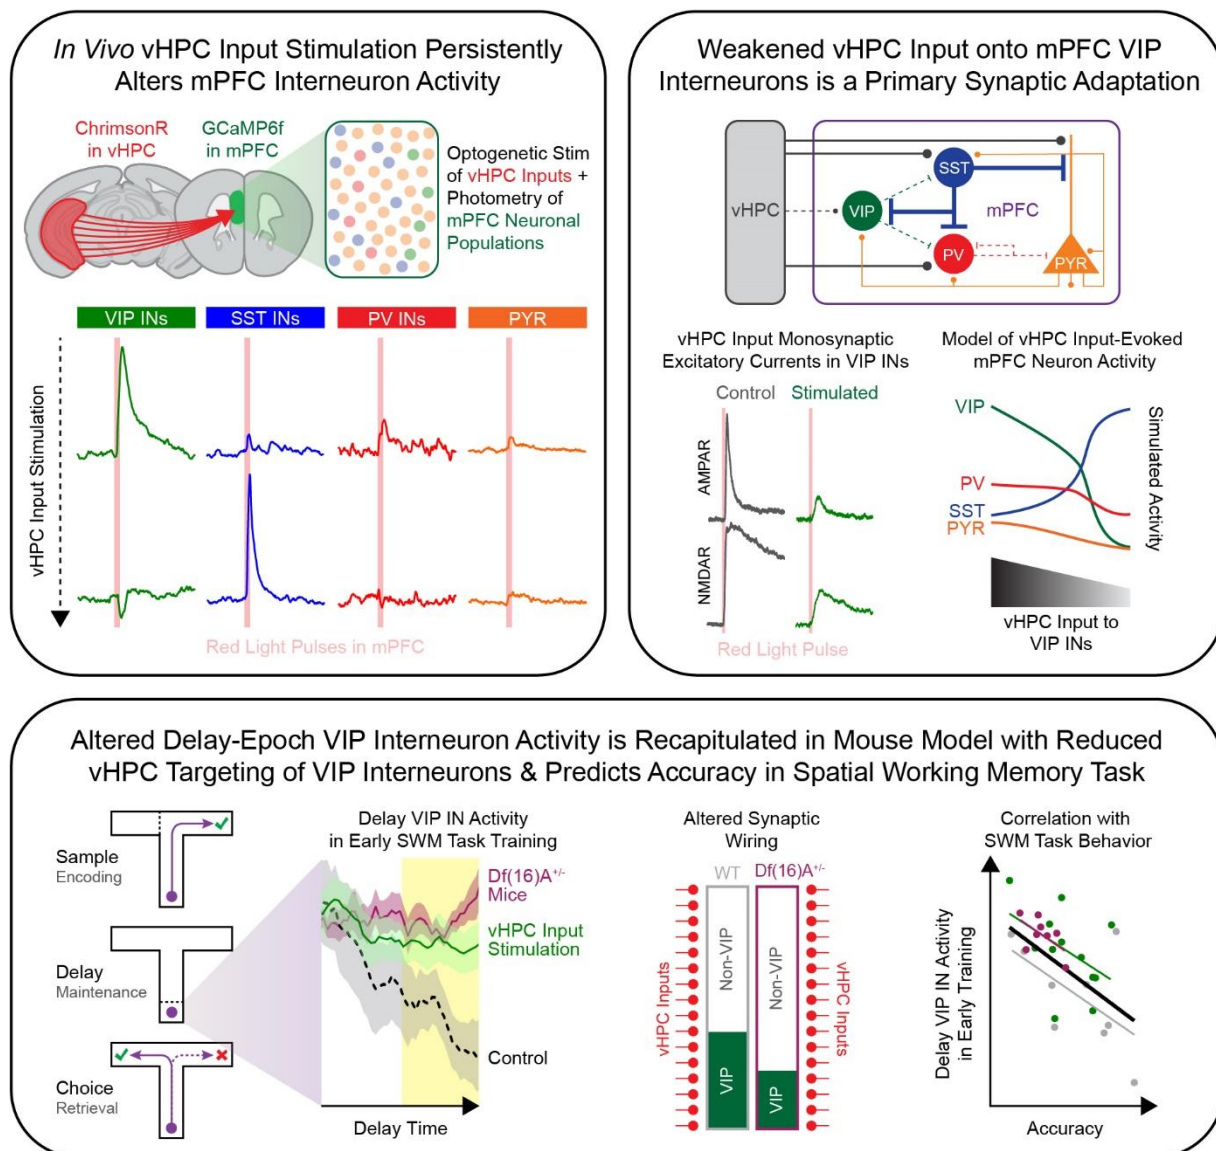 In Vivo vHPC Input Stimulation Persistently
Alters mPFC Interneuron Activity
ChrimsonR
in vHPC
GCaMP6f
in mPFC
Optogenetic Stim
of vHPC Inputs +
Photometry of
mPFC Neuronal
Populations
VIP INs
SST INs
PV INs
PYR
vHPC Input Stimulation
Red Light Pulses in mPFC
Weakened vHPC Input onto mPFC VIP
Interneurons is a Primary Synaptic Adaptation
vHPC
SST
VIP
mPFC
PV
PYR
vHPC Input Monosynaptic
Excitatory Currents in VIP INs
Control
Stimulated
AMPAR
NMDAR
Red Light Pulse
Model of vHPC Input-Evoked
mPFC Neuron Activity
VIP
PV
SST
PYR
Simulated Activity
vHPC Input to
VIP INs
Altered Delay-Epoch VIP Interneuron Activity is Recapitulated in Mouse Model with Reduced
vHPC Targeting of VIP Interneurons & Predicts Accuracy in Spatial Working Memory Task
Sample
Encoding
Delay
Maintenance
Choice
Retrieval
Delay VIP IN Activity
in Early SWM Task Training
Df(16)A+/-
Mice
vHPC Input
Stimulation
Control
Delay Time
Altered Synaptic
Wiring
WT
Df(16)A+/-
vHPC Inputs
Non-VIP
VIP
Non-VIP
VIP
vHPC Inputs
Correlation with
SWM Task Behavior
Delay VIP IN Activity
in Early Training
Accuracy